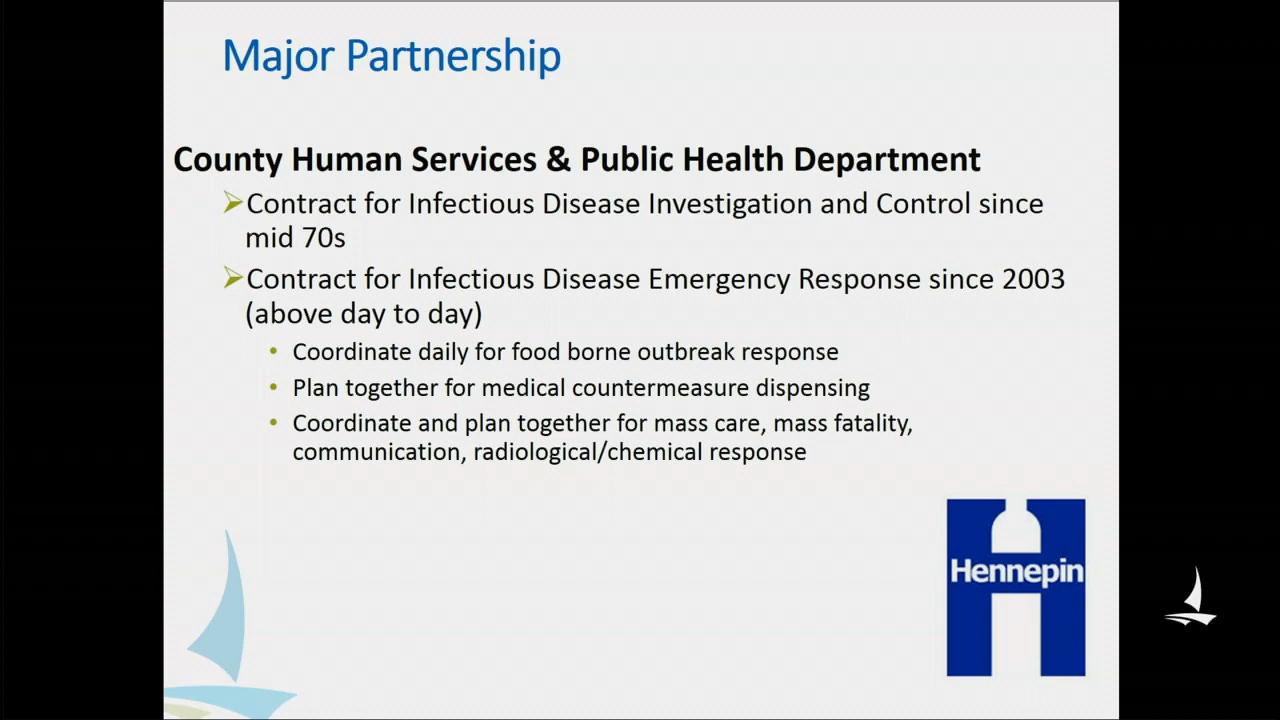 Major Partnership
County Human Services & Public Health Department
Contract for Infectious Disease Investigation and Control since
mid 70s
Contract for Infectious Disease Emergency Response since 2003
(above day to day)
• Coordinate daily for food borne outbreak response
• Plan together for medical countermeasure dispensing
• Coordinate and plan together for mass care, mass fatality,
communication, radiological/chemical response
Hennepin